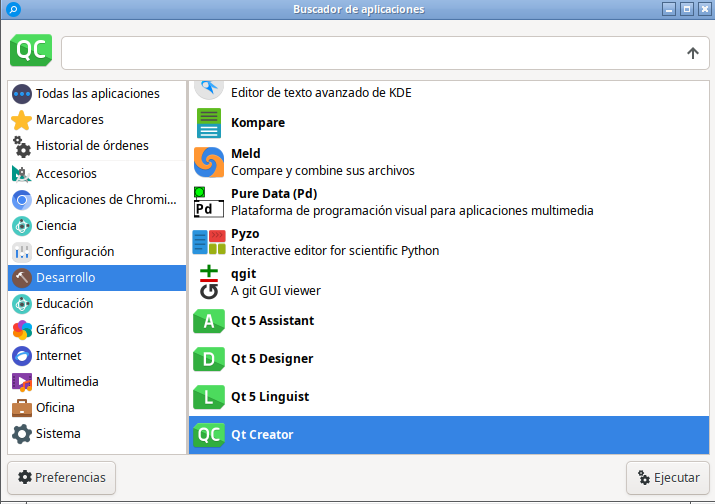 Buscador de aplicaciones
QC
Todas las aplicaciones
Marcadores
Historial de órdenes
Accesorios
Aplicaciones de Chromi...
Ciencia
Configuración
Desarrollo
Educación
Gráficos
Internet
Multimedia
Oficina
Sistema
Editor de texto avanzado de KDE
Kompare
Meld
Compare y combine sus archivos
Pd
Pure Data (Pd)
Plataforma de programación visual para aplicaciones multimedia
Pyzo
Interactive editor for scientific Python
qgit
A git GUI viewer
A
Qt 5 Assistant
D
Qt 5 Designer
L
Qt 5 Linguist
QC
Qt Creator
Preferencias
Ejecutar